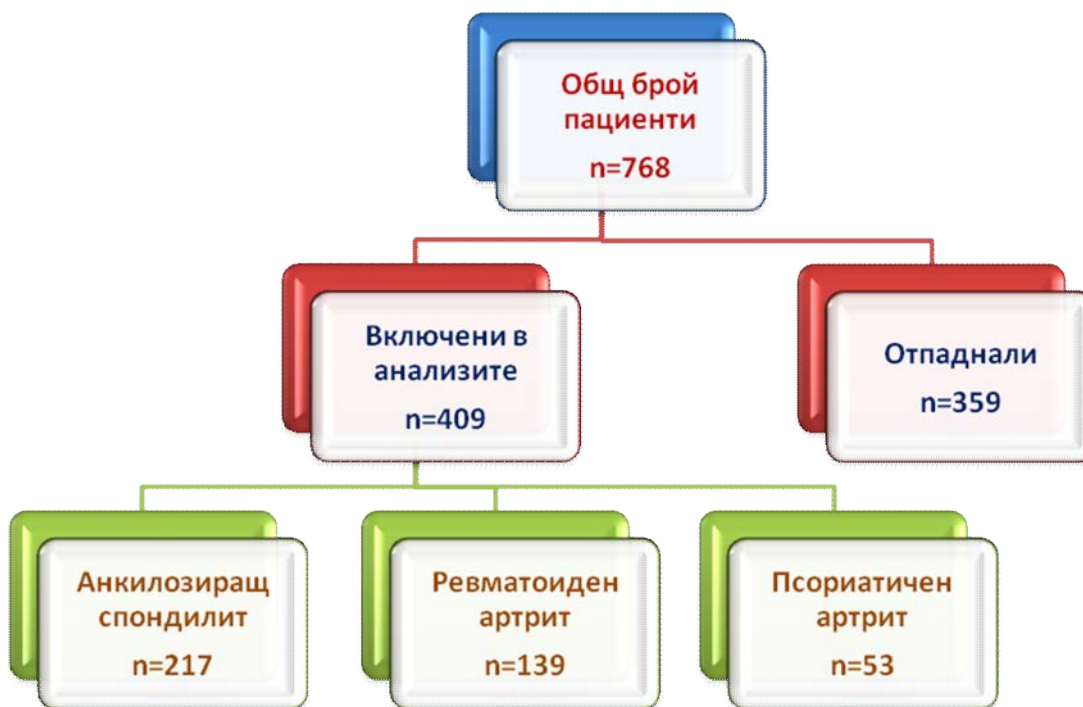 Общ брой
пациенти
n=768
Включени в
анализите
n=409
Отпаднали
n=359
Анкилозиращ
спондилит
n=217
Ревматоиден
артрит
n=139
Псориатичен
артрит
n=53